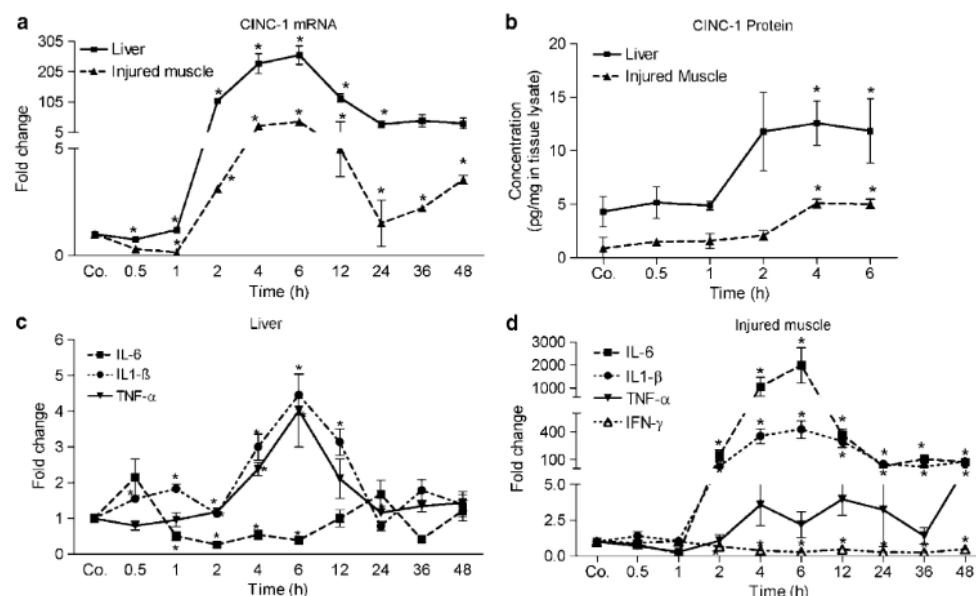 a
CINC-1 mRNA
305
205
105
5
5
0
Fold change
Liver
Injured muscle
* * * * * * * *
* * * * * * * * *
Co. 0.5 1 2 4 6 12 24 36 48
Time (h)
b
CINC-1 Protein
20
15
10
5
0
Concentration
(pg/mg in tissue lysate)
Liver
Injured Muscle
* *
* *
Co. 0.5 1 2 4 6
Time (h)
c
Liver
6
5
4
3
2
1
0
Fold change
IL-6
IL1-ß
TNF-α
Co. 0.5 1 2 4 6 12 24 36 48
Time (h)
d
Injured muscle
3000
2000
1000
400
100
5.0
2.5
0.0
Fold change
IL-6
IL1-β
TNF-α
IFN-γ
Co. 0.5 1 2 4 6 12 24 36 48
Time (h)